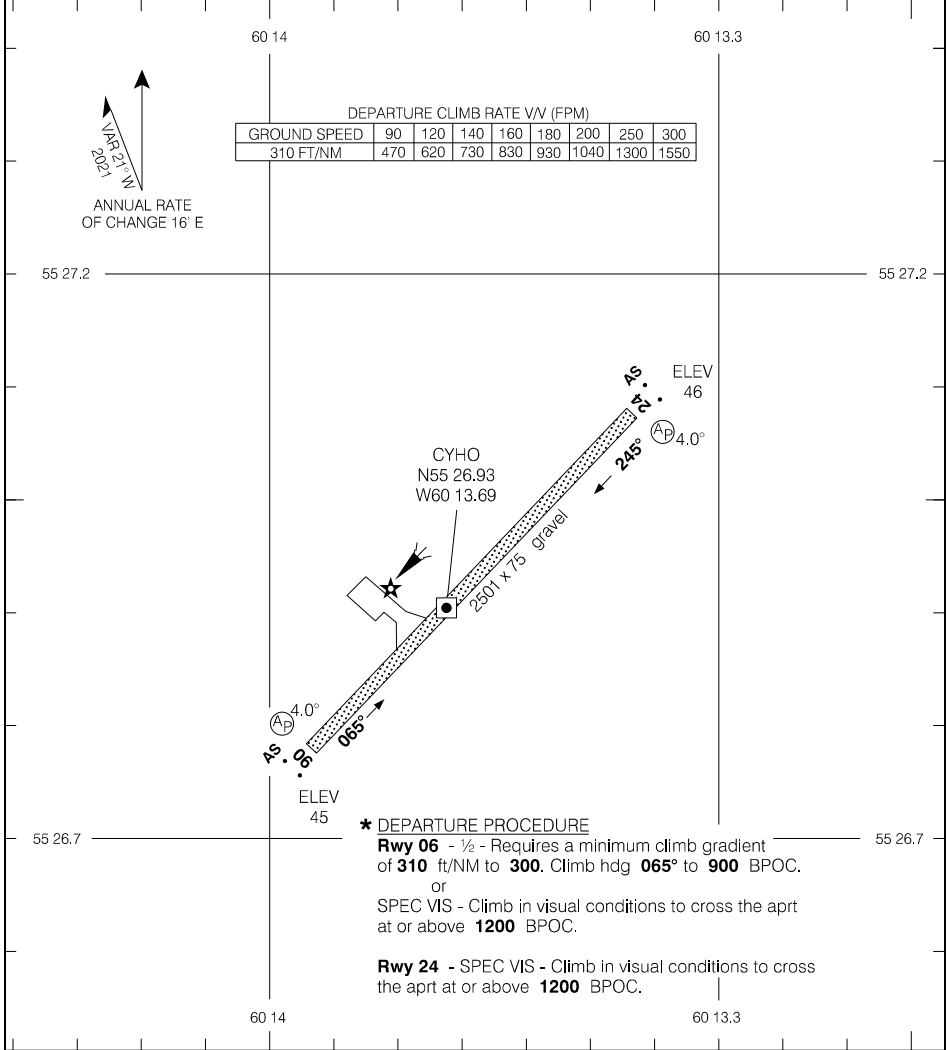 60 14
60 13.3
VAR 21° W
2021
ANNUAL RATE
OF CHANGE 16' E
DEPARTURE CLIMB RATE V/V (FPM)
GROUND SPEED 90 120 140 160 180 200 250 300
310 FT/NM 470 620 730 830 930 1040 1300 1550
55 27.2
55 27.2
AS
ELEV
46
24
AP 4.0°
245°
CYHO
N55 26.93
W60 13.69
2501 x 75 gravel
AP 4.0°
065°
AS
06
ELEV
45
55 26.7
55 26.7
* DEPARTURE PROCEDURE
Rwy 06 - ½ - Requires a minimum climb gradient
of 310 ft/NM to 300. Climb hdg 065° to 900 BPOC.
or
SPEC VIS - Climb in visual conditions to cross the aprt
at or above 1200 BPOC.
Rwy 24 - SPEC VIS - Climb in visual conditions to cross
the aprt at or above 1200 BPOC.
60 14
60 13.3